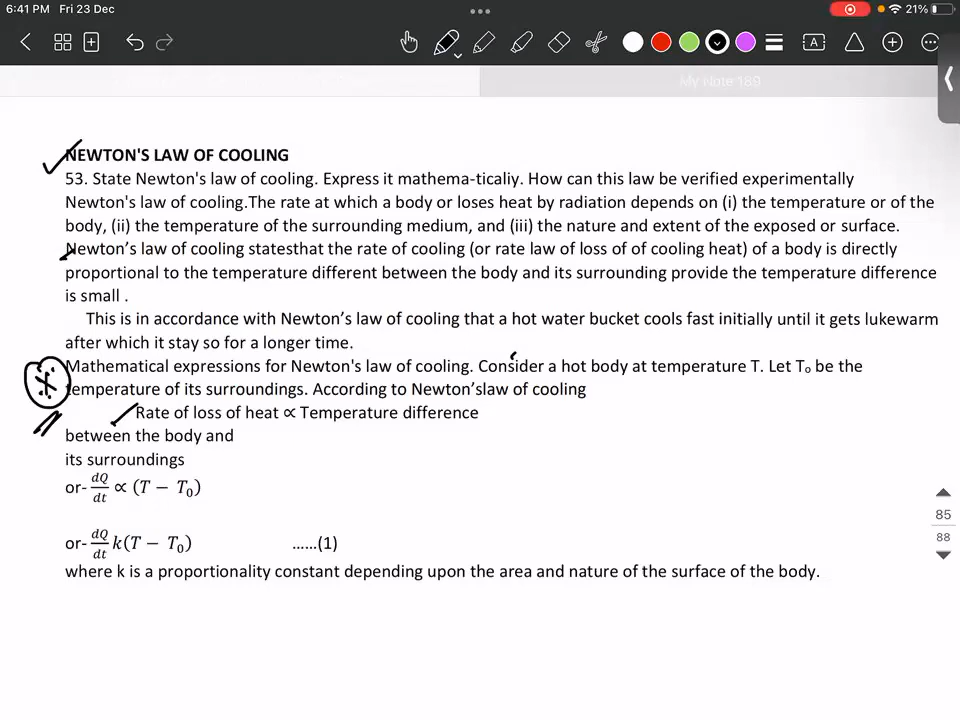 6:41 PM Fri 23 Dec
21%
A
My Note 189
NEWTON'S LAW OF COOLING
53. State Newton's law of cooling. Express it mathema-ticaliy. How can this law be verified experimentally
Newton's law of cooling.The rate at which a body or loses heat by radiation depends on (i) the temperature or of the
body, (ii) the temperature of the surrounding medium, and (iii) the nature and extent of the exposed or surface.
Newton's law of cooling statesthat the rate of cooling (or rate law of loss of of cooling heat) of a body is directly
proportional to the temperature different between the body and its surrounding provide the temperature difference
is small .
This is in accordance with Newton's law of cooling that a hot water bucket cools fast initially until it gets lukewarm
after which it stay so for a longer time.
Mathematical expressions for Newton's law of cooling. Consider a hot body at temperature T. Let Tₒ be the
temperature of its surroundings. According to Newton'slaw of cooling
Rate of loss of heat ∝ Temperature difference
between the body and
its surroundings
or- dQ/dt ∝ (T − T₀)
or- dQ/dt k(T − T₀) ......(1)
where k is a proportionality constant depending upon the area and nature of the surface of the body.
85
88